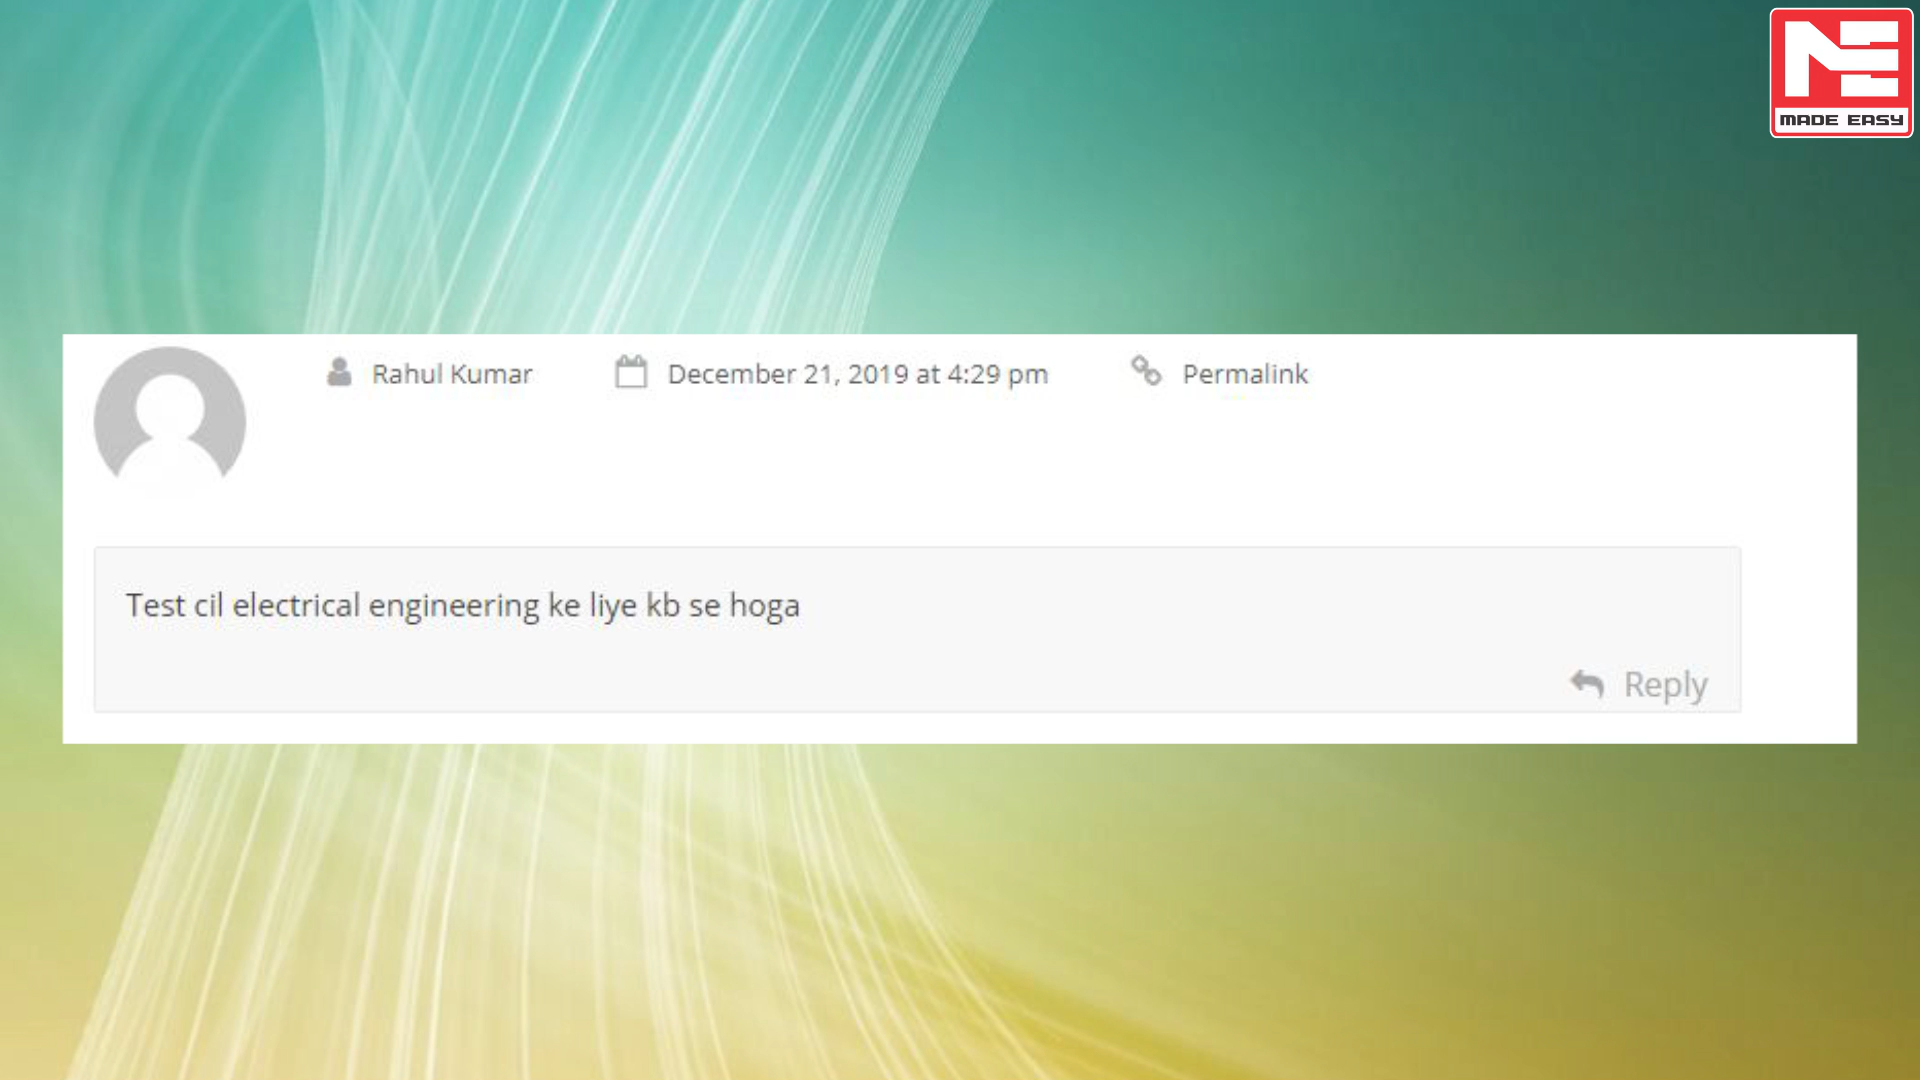 MADE EASY
Rahul Kumar December 21, 2019 at 4:29 pm Permalink
Test cil electrical engineering ke liye kb se hoga
Reply